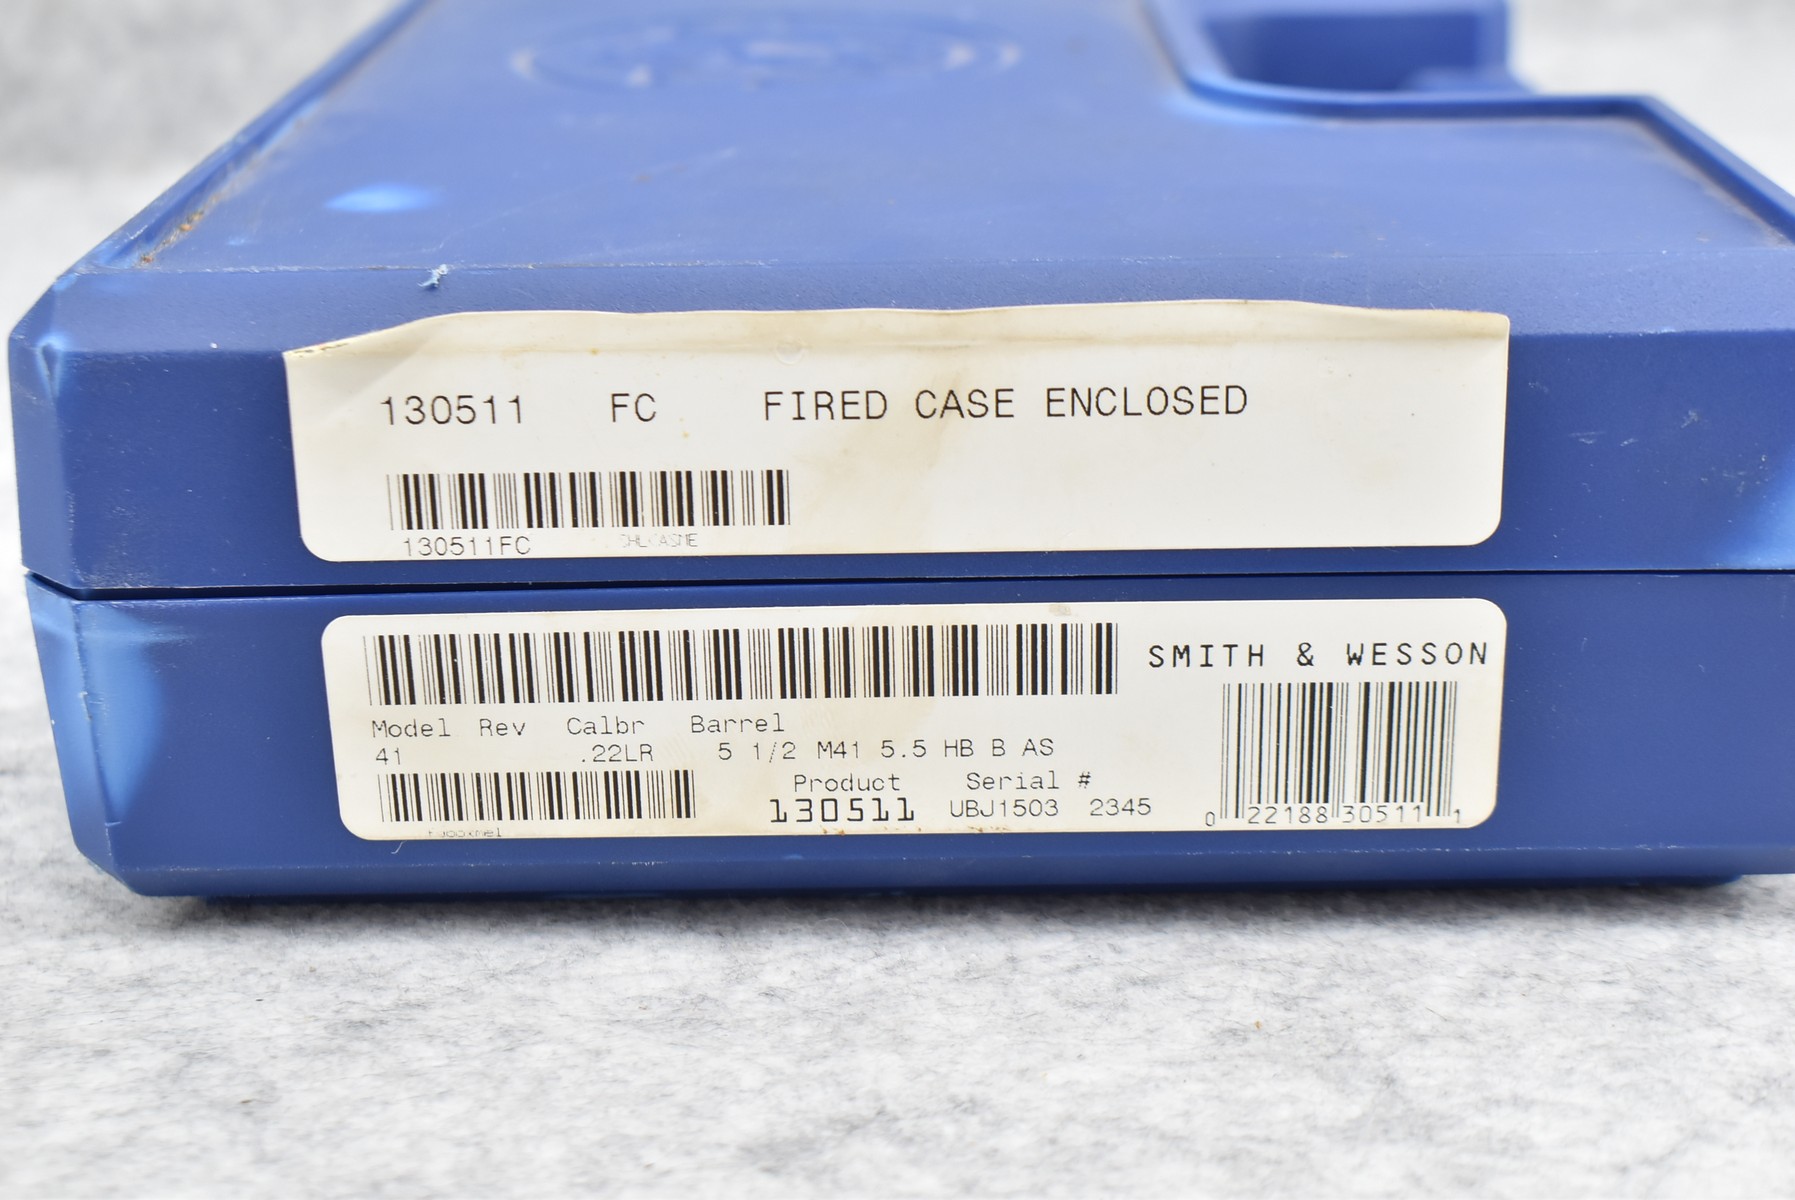 130511 FC FIRED CASE ENCLOSED
130511FC
SMITH & WESSON
Model Rev Calbr Barrel
41 .22LR 5 1/2 M41 5.5 HB B AS
Product Serial #
130511 UBJ1503 2345
0 22188 30511 1